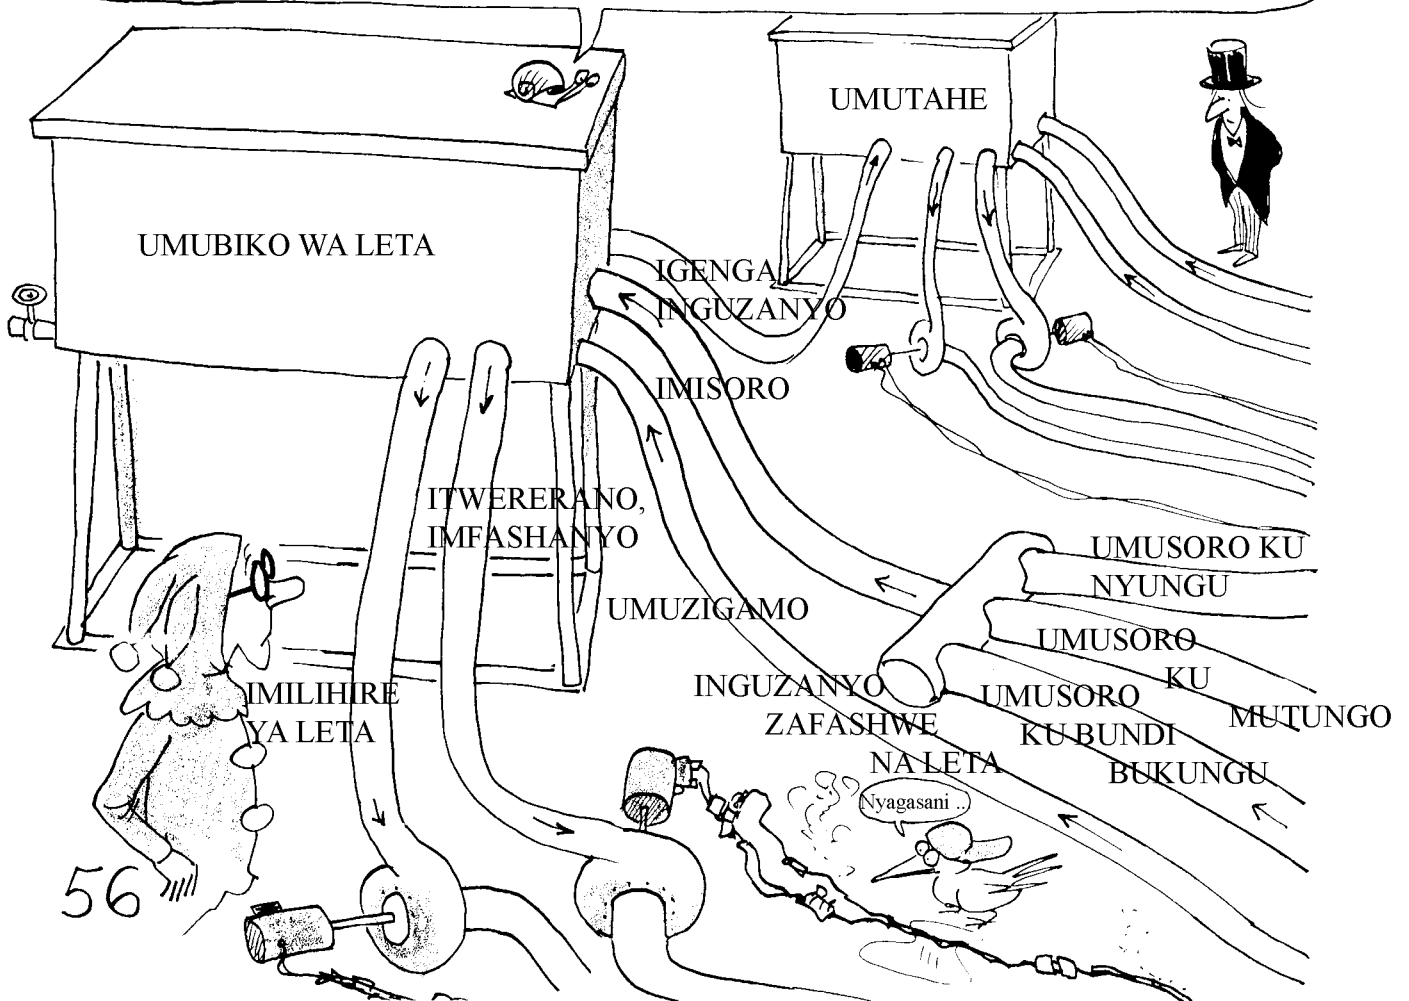 UMUTAHE
UMUBIKO WA LETA
IGENGA
INGUZANYO
IMISORO
ITWERERANO,
IMFASHANYO
UMUSORO KU
NYUNGU
UMUZIGAMO
UMUSORO
KU
MUTUNGO
IMILIHIRE
YA LETA
INGUZANYO
ZAFASHWE
NA LETA
UMUSORO
KU BUNDI
BUKUNGU
Nyagasani ..
56